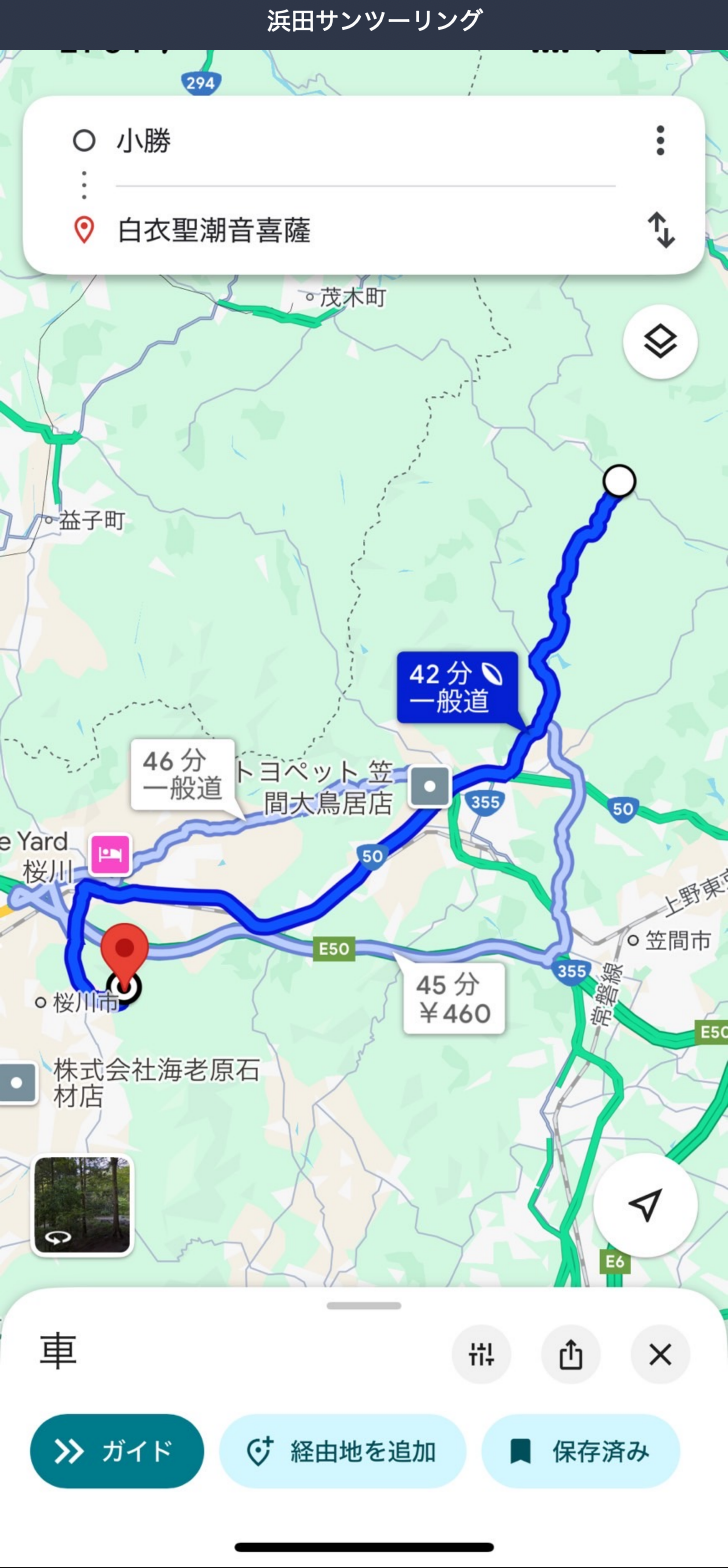 浜田サンツーリング
294
小勝
白衣聖潮音喜薩
茂木町
益子町
42 分
一般道
46 分
一般道
トヨペット 笠
間大鳥居店
355
50
50
e Yard
桜川
上野東京
笠間市
E50
355
常磐線
45 分
￥460
桜川市
E50
株式会社海老原石
材店
E6
車
ガイド
経由地を追加
保存済み